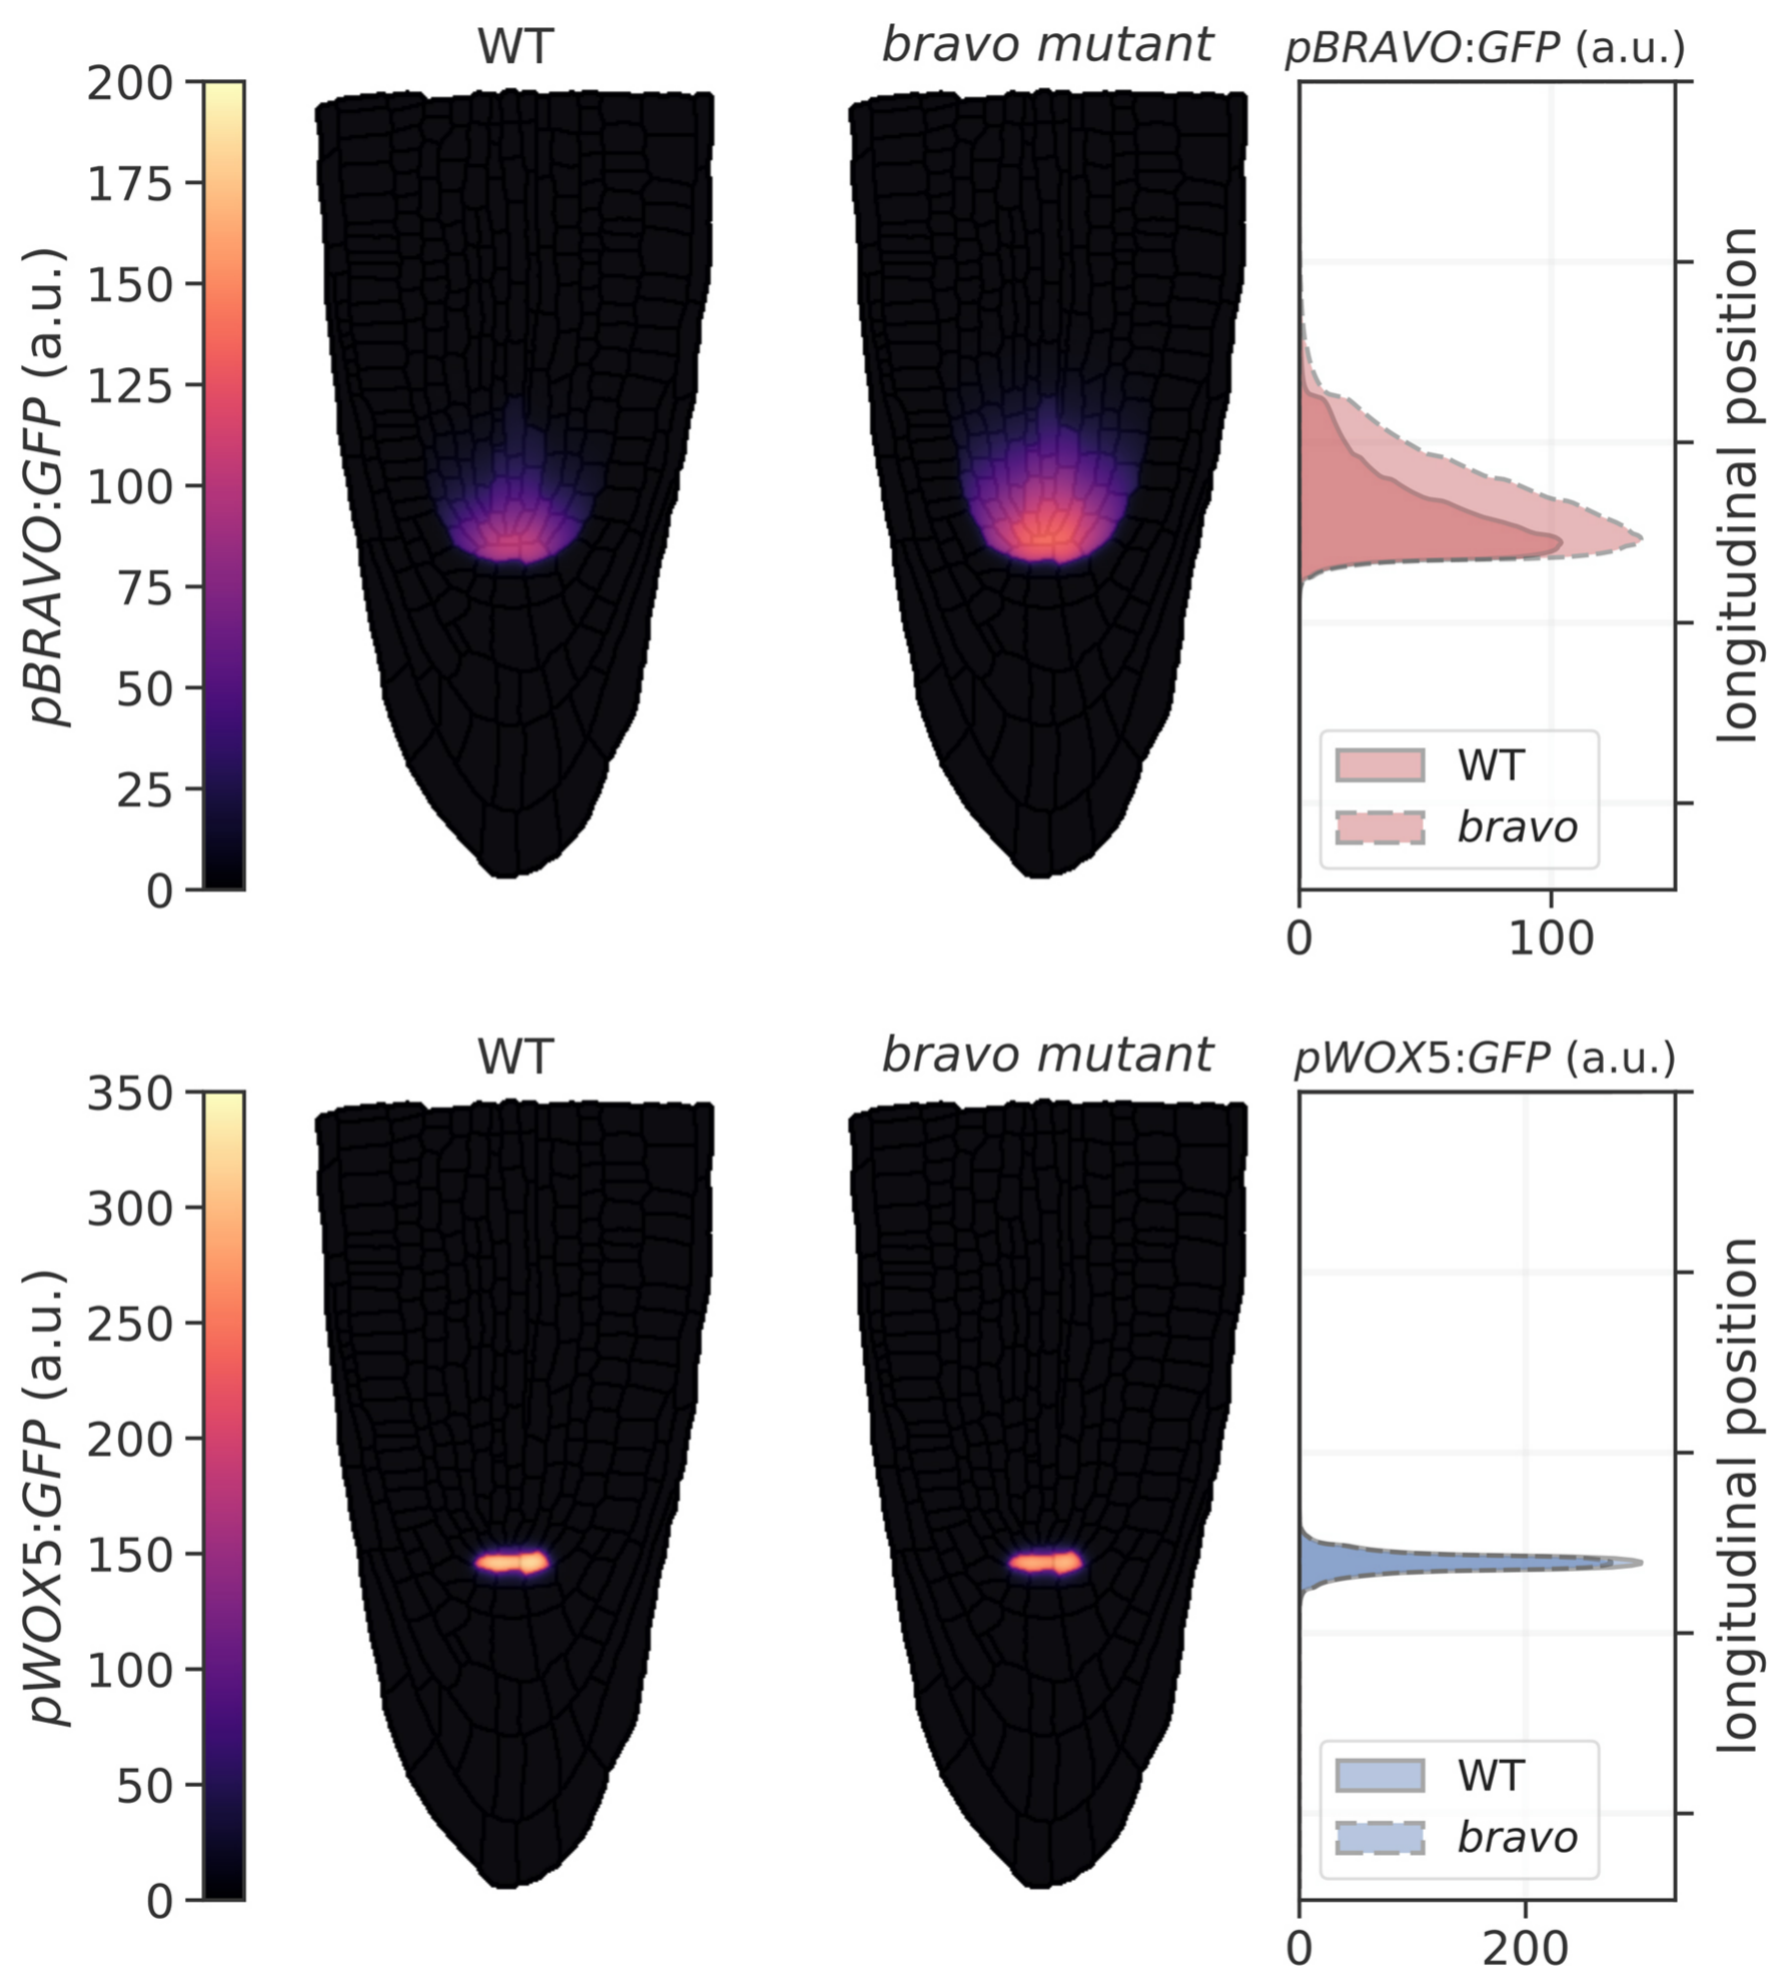 WT
bravo mutant
pBRAVO:GFP (a.u.)
200
175
150
125
100
75
50
25
0
pBRAVO:GFP (a.u.)
longitudinal position
WT
bravo
0
100
WT
bravo mutant
pWOX5:GFP (a.u.)
350
300
250
200
150
100
50
0
pWOX5:GFP (a.u.)
longitudinal position
WT
bravo
0
200